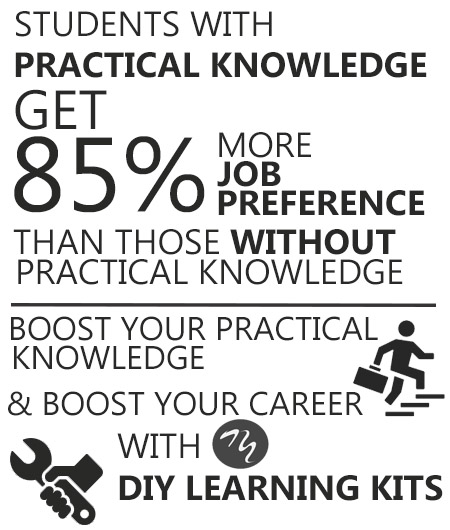 STUDENTS WITH
PRACTICAL KNOWLEDGE
GET
85% MORE
JOB
PREFERENCE
THAN THOSE WITHOUT
PRACTICAL KNOWLEDGE
BOOST YOUR PRACTICAL
KNOWLEDGE
& BOOST YOUR CAREER
WITH
DIY LEARNING KITS